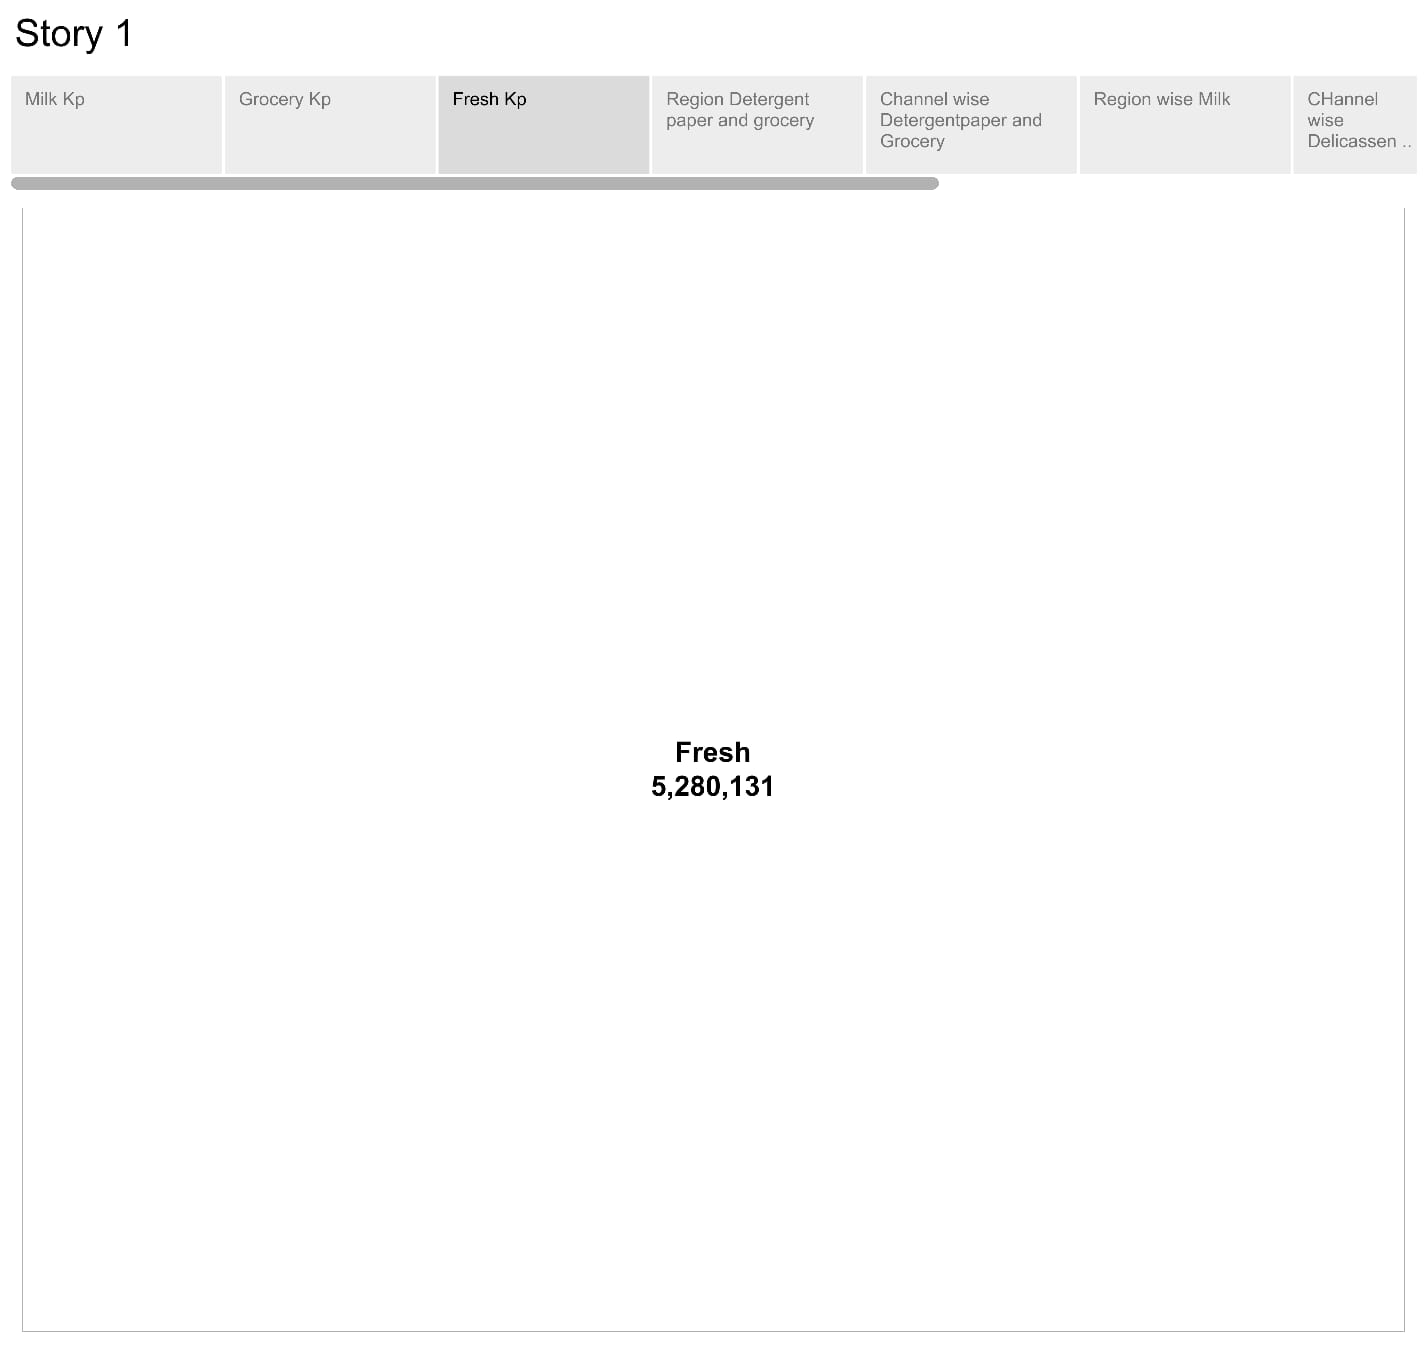 Story 1
Milk Kp
Grocery Kp
Fresh Kp
Region Detergent
paper and grocery
Channel wise
Detergentpaper and
Grocery
Region wise Milk
CHannel
wise
Delicassen ..
Fresh
5,280,131